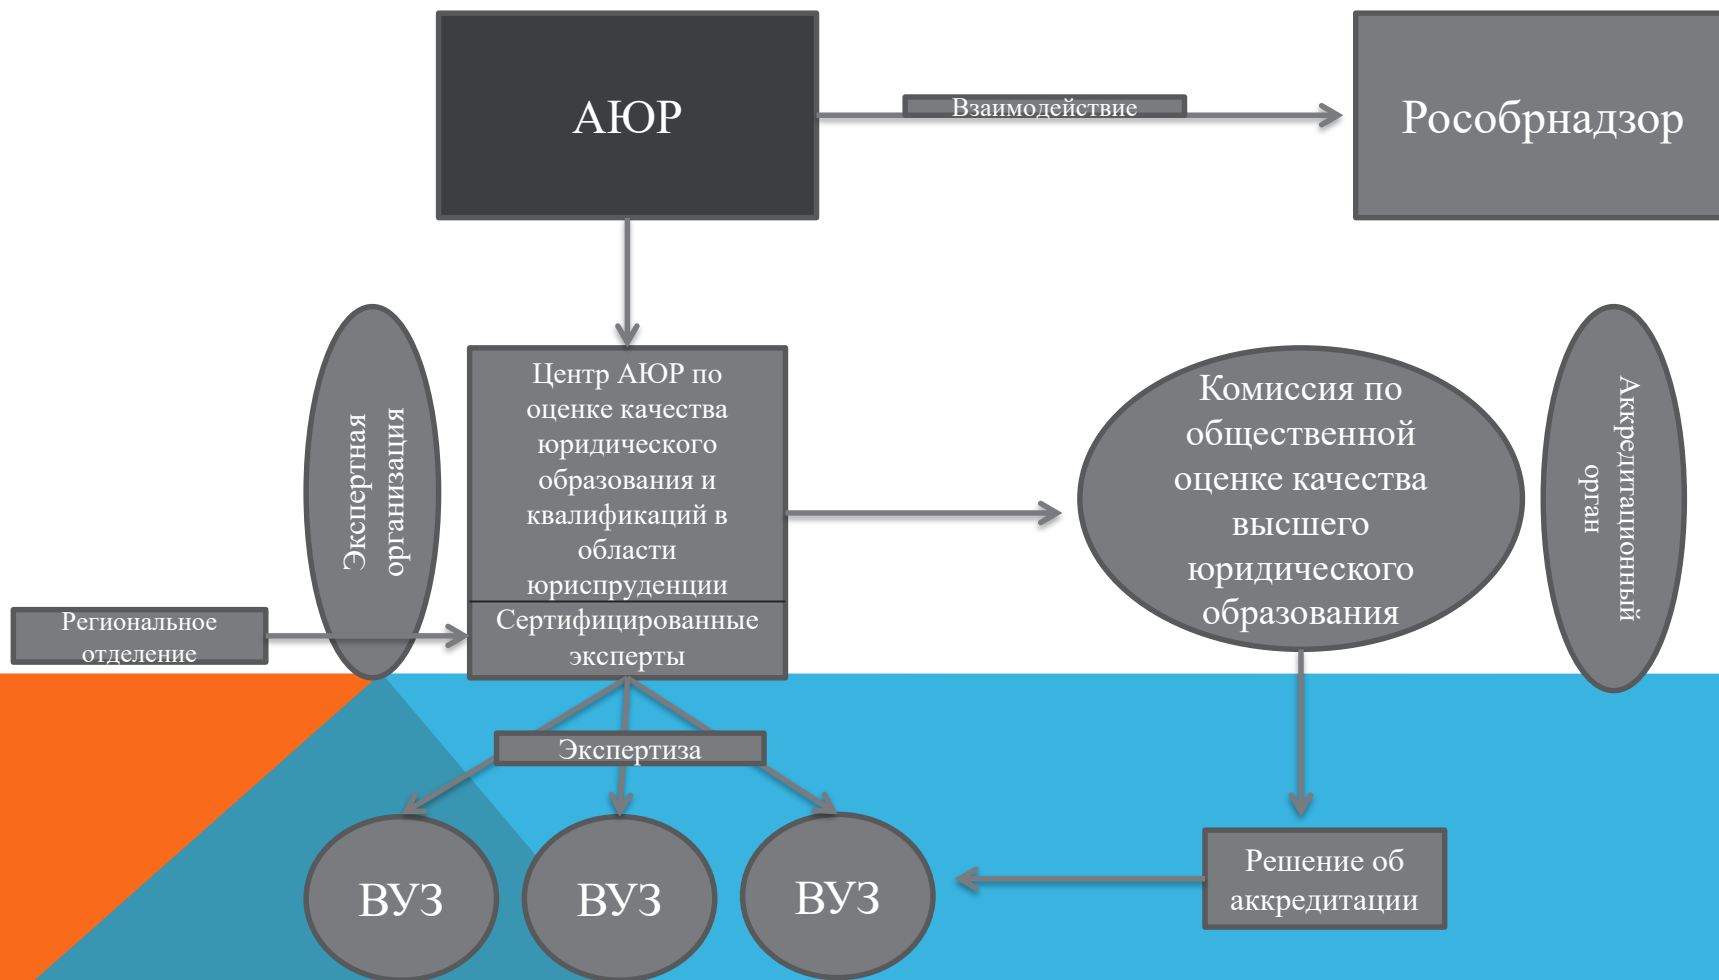 АЮР
Взаимодействие
Рособрнадзор
Экспертная
организация
Центр АЮР по
оценке качества
юридического
образования и
квалификаций в
области
юриспруденции
Сертифицированные
эксперты
Комиссия по
общественной
оценке качества
высшего
юридического
образования
Аккредитационный
орган
Региональное
отделение
Экспертиза
ВУЗ
ВУЗ
ВУЗ
Решение об
аккредитации